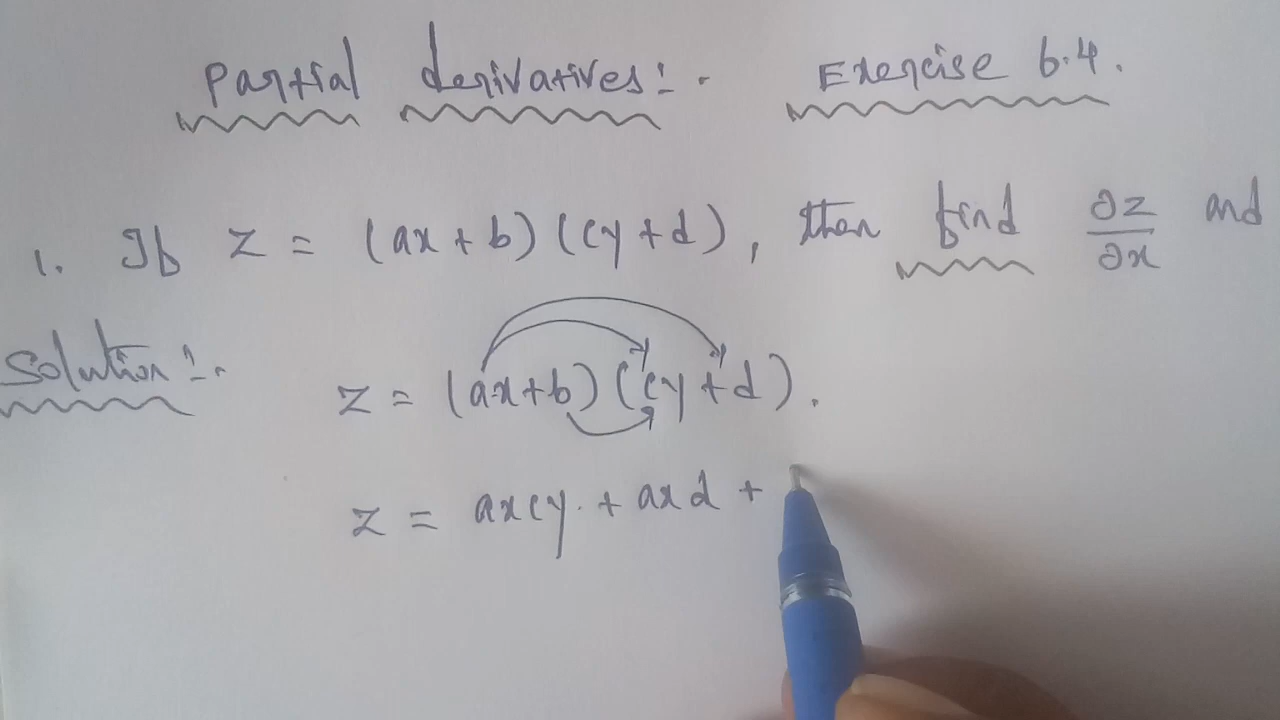 Partial derivatives:- Exercise 6.4.
1. If z = (ax + b) (cy + d), then find ∂z/∂x and
Solution:-
z = (ax+b) (cy + d).
z = axcy + axd +